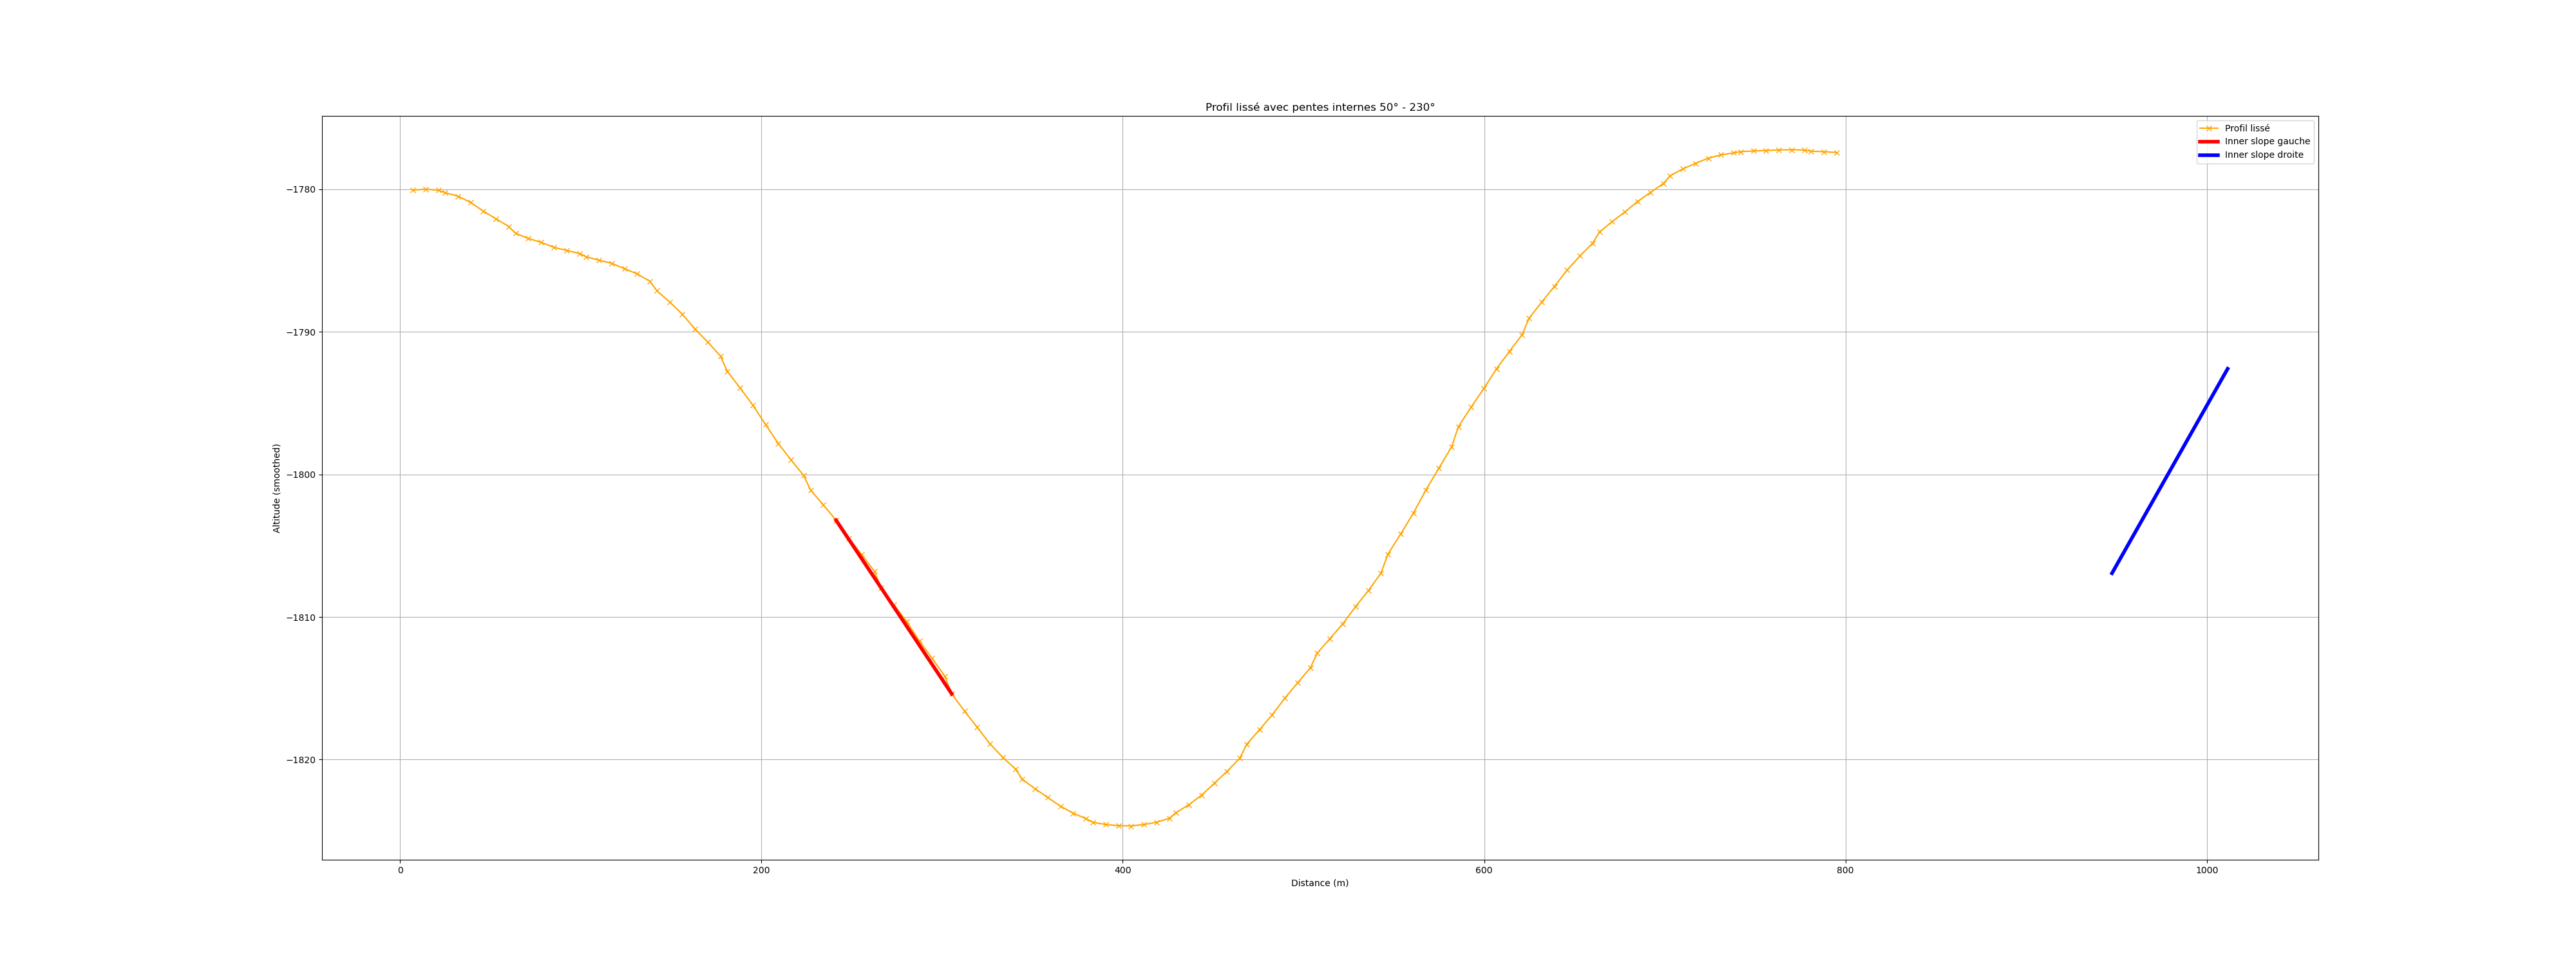 Profil lissé avec pentes internes 50° - 230°
Profil lissé
Inner slope gauche
Inner slope droite
−1780
−1790
−1800
−1810
−1820
Altitude (smoothed)
0
200
400
600
800
1000
Distance (m)